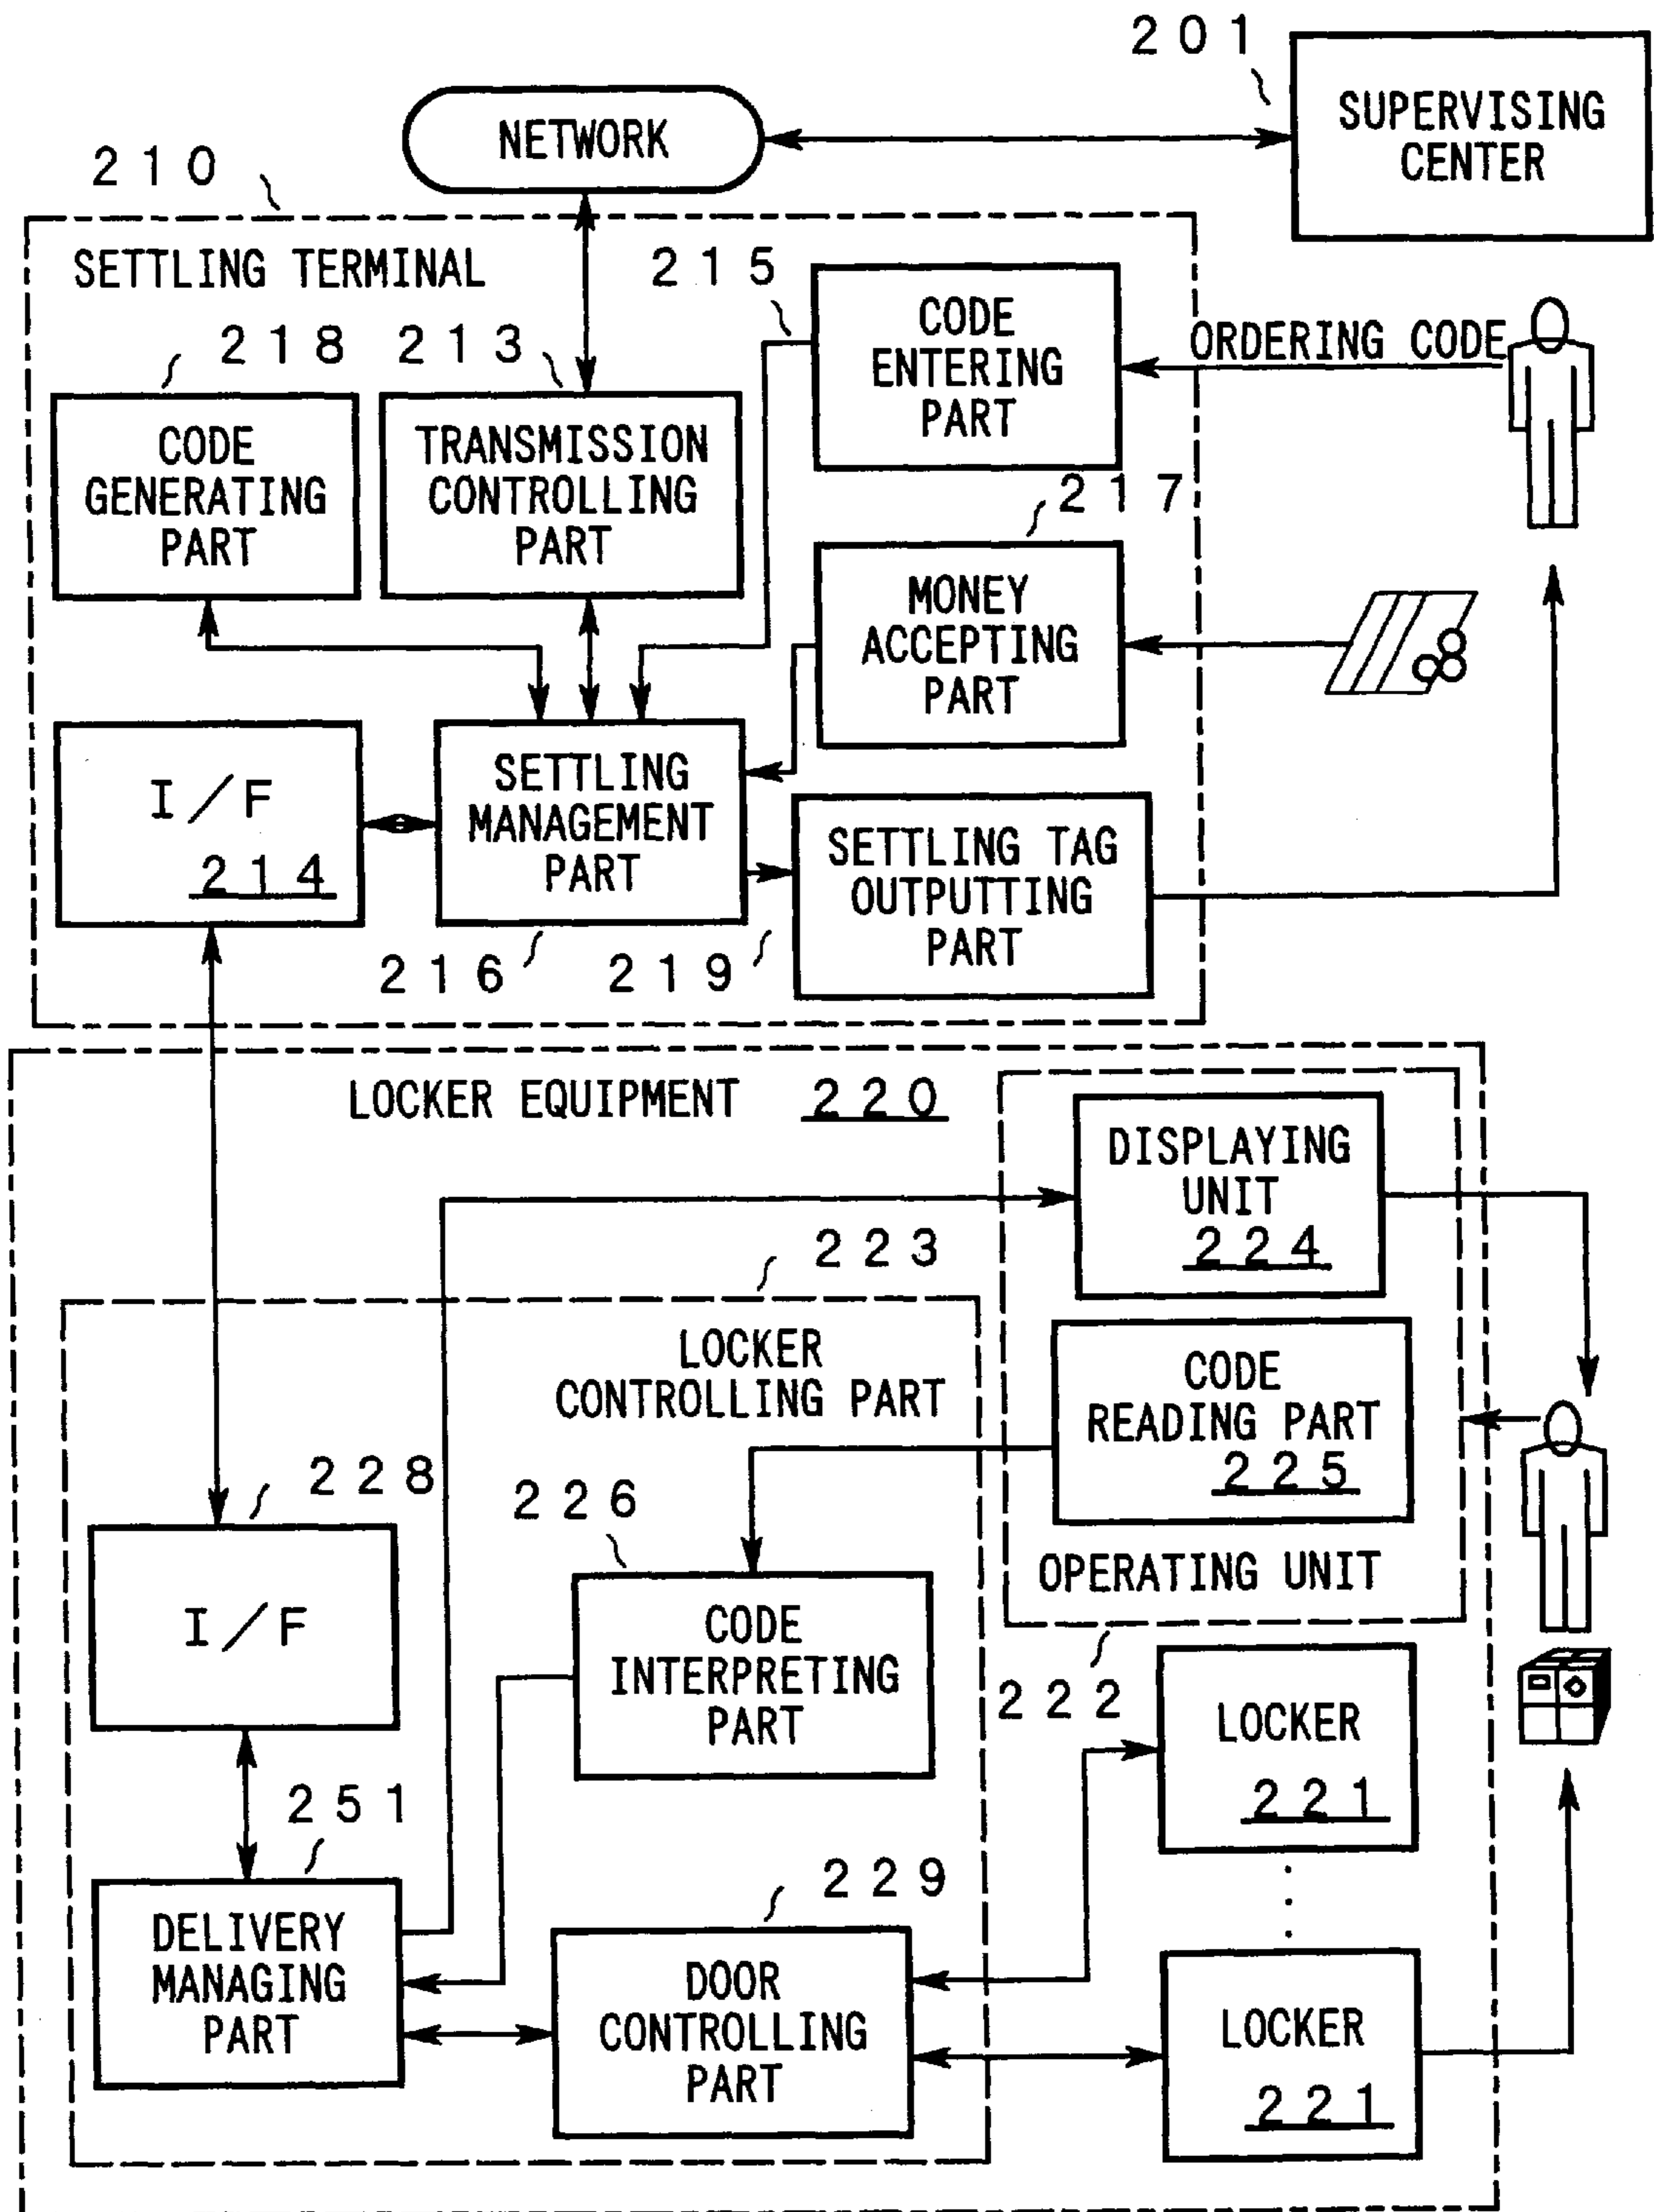 201
SUPERVISING
CENTER
NETWORK
210
SETTLING TERMINAL
215
CODE
ENTERING
PART
ORDERING CODE
218
213
CODE
GENERATING
PART
TRANSMISSION
CONTROLLING
PART
217
MONEY
ACCEPTING
PART
I/F
214
SETTLING
MANAGEMENT
PART
SETTLING TAG
OUTPUTTING
PART
216
219
LOCKER EQUIPMENT 220
DISPLAYING
UNIT
224
223
LOCKER
CONTROLLING PART
CODE
READING PART
225
228
226
OPERATING UNIT
I/F
CODE
INTERPRETING
PART
222
LOCKER
221
251
229
DELIVERY
MANAGING
PART
DOOR
CONTROLLING
PART
LOCKER
221